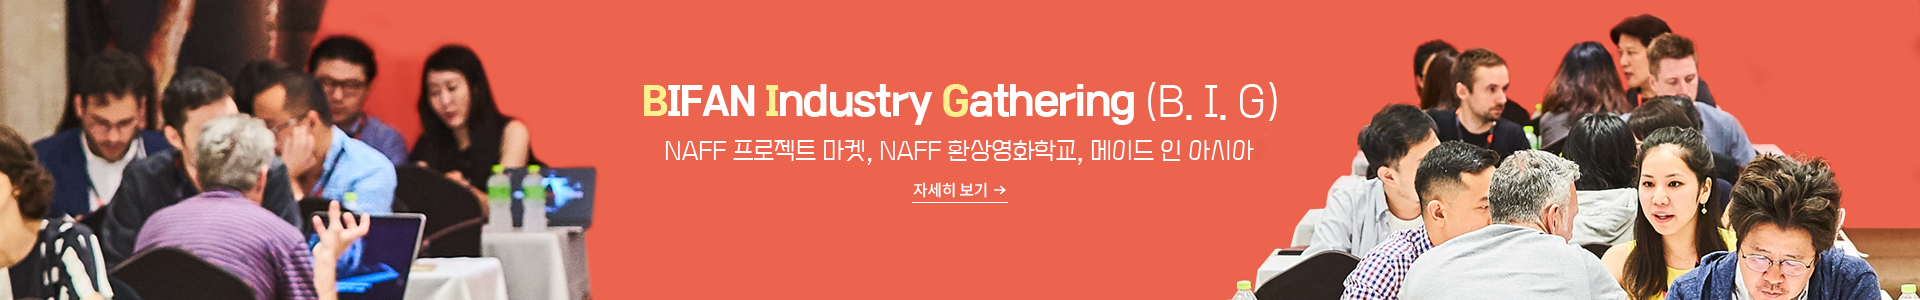 BIFAN Industry Gathering (B. I. G)
NAFF 프로젝트 마켓, NAFF 환상영화학교, 메이드 인 아시아
자세히 보기 →